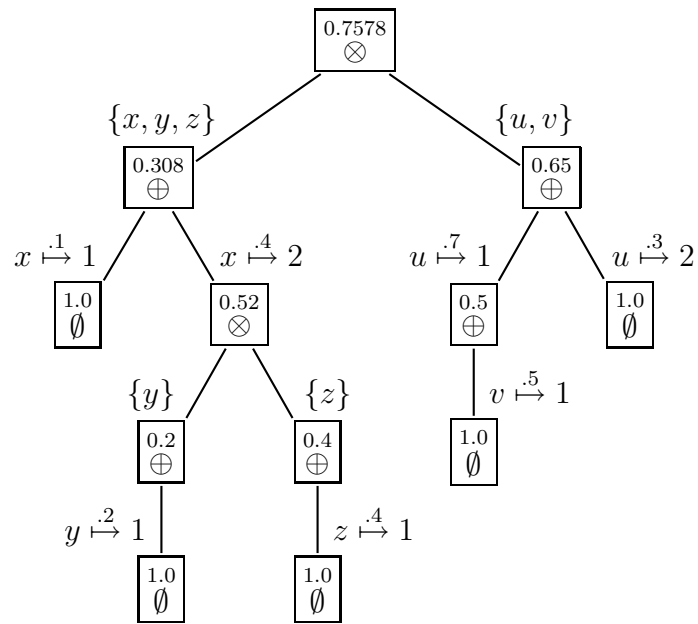 0.7578
⊗
{x, y, z} {u, v}
0.308 0.65
⊕ ⊕
x .1↦ 1 x .4↦ 2 u .7↦ 1 u .3↦ 2
1.0 0.52 0.5 1.0
∅ ⊗ ⊕ ∅
{y} {z} v .5↦ 1
0.2 0.4 1.0
⊕ ⊕ ∅
y .2↦ 1 z .4↦ 1
1.0 1.0
∅ ∅